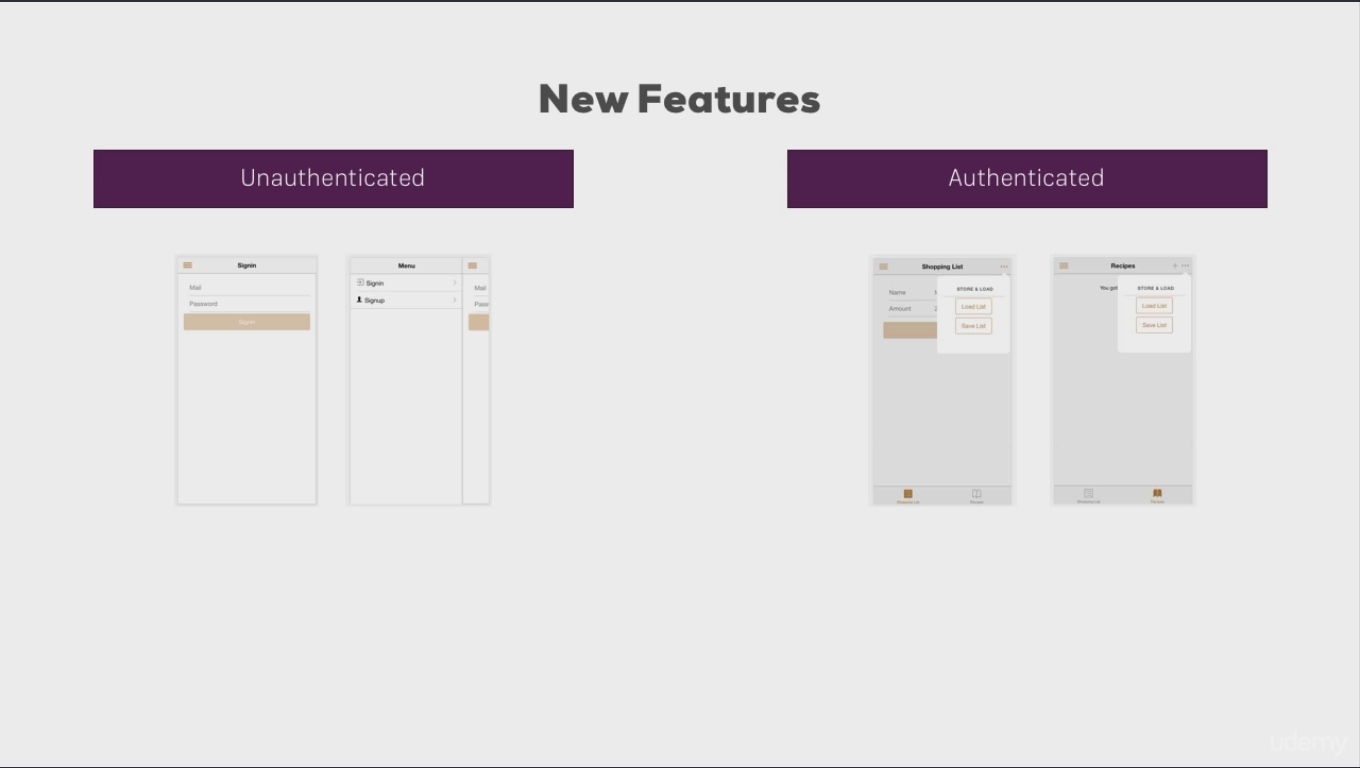 New Features
Unauthenticated
Signin
Mail
Password
Signin
Menu
Signin
Signup
Mail
Pass
Authenticated
Shopping List
Name
Amount
STORE & LOAD
Load List
Save List
Shopping List
Recipes
Recipes
You got
STORE & LOAD
Load List
Save List
Shopping List
Recipes
udemy